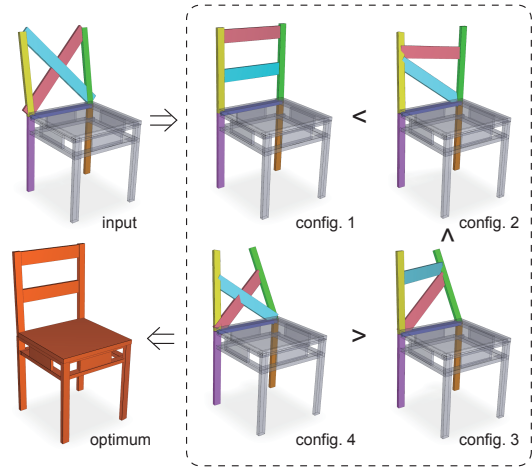 input
config. 1
<
config. 2
<
optimum
config. 4
>
config. 3